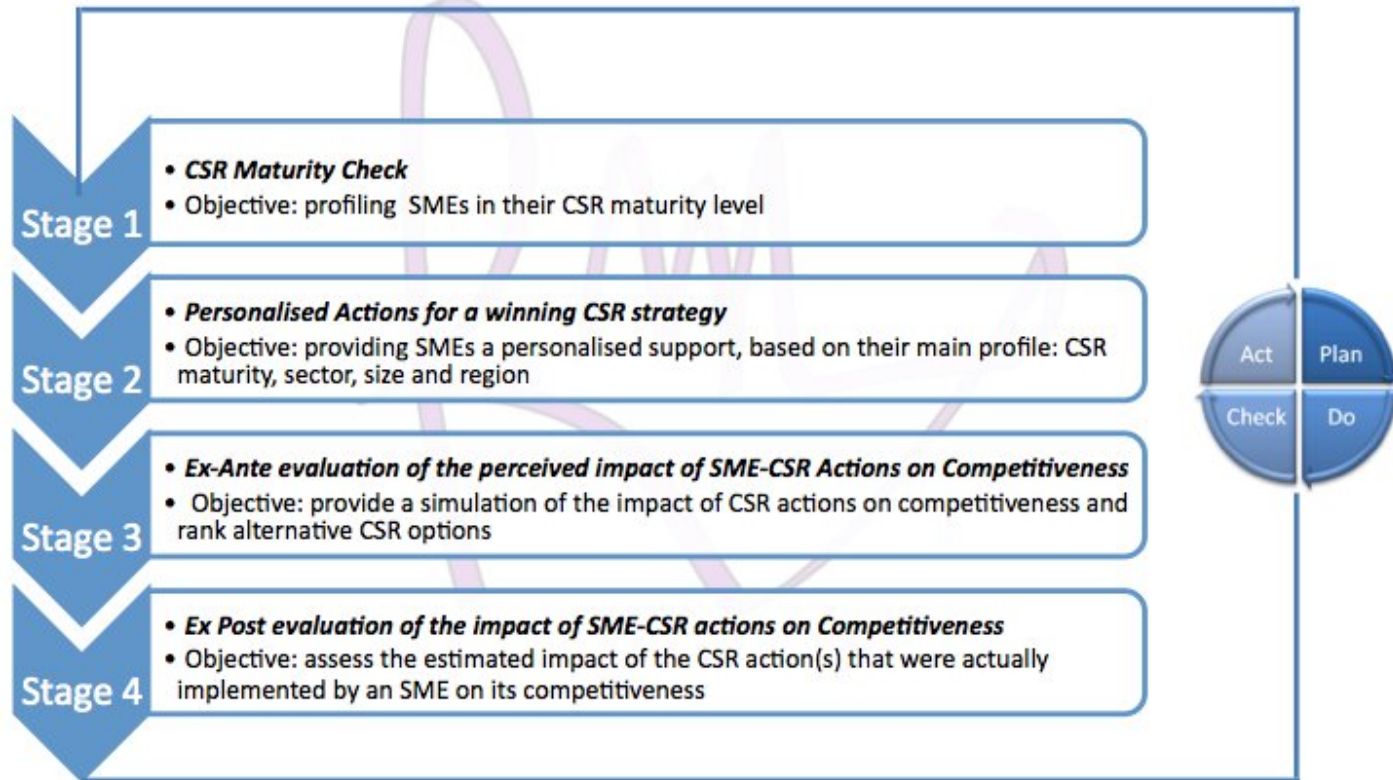 Stage 1
• CSR Maturity Check
• Objective: profiling SMEs in their CSR maturity level
Stage 2
• Personalised Actions for a winning CSR strategy
• Objective: providing SMEs a personalised support, based on their main profile: CSR
maturity, sector, size and region
Stage 3
• Ex-Ante evaluation of the perceived impact of SME-CSR Actions on Competitiveness
• Objective: provide a simulation of the impact of CSR actions on competitiveness and
rank alternative CSR options
Stage 4
• Ex Post evaluation of the impact of SME-CSR actions on Competitiveness
• Objective: assess the estimated impact of the CSR action(s) that were actually
implemented by an SME on its competitiveness
Act
Plan
Check
Do